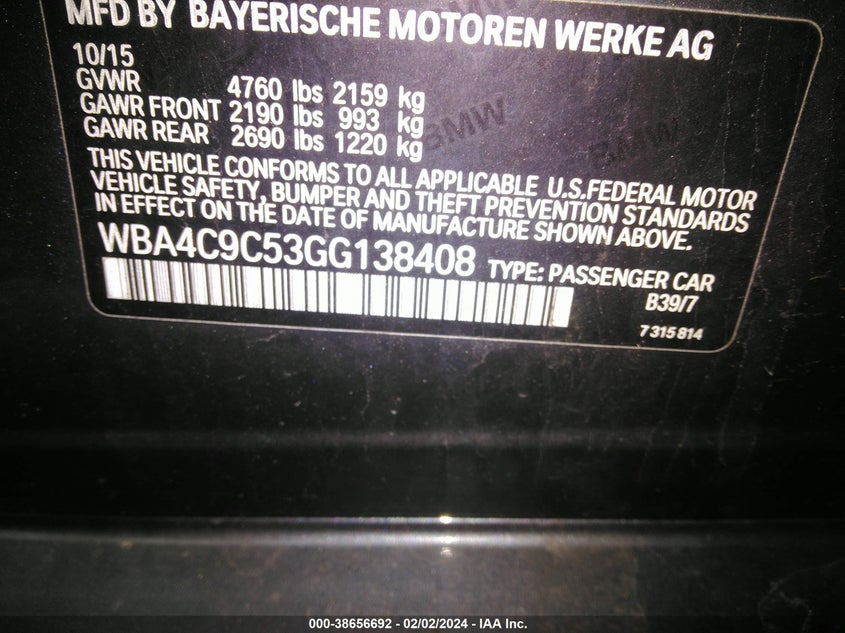 MFD BY BAYERISCHE MOTOREN WERKE AG
10/15
GVWR 4760 lbs 2159 kg
GAWR FRONT 2190 lbs 993 kg
GAWR REAR 2690 lbs 1220 kg
THIS VEHICLE CONFORMS TO ALL APPLICABLE U.S.FEDERAL MOTOR
VEHICLE SAFETY, BUMPER AND THEFT PREVENTION STANDARDS
IN EFFECT ON THE DATE OF MANUFACTURE SHOWN ABOVE.
WBA4C9C53GG138408 TYPE: PASSENGER CAR
B39/7
7 315 814
BMW
BMW
000-38656692 - 02/02/2024 - IAA Inc.